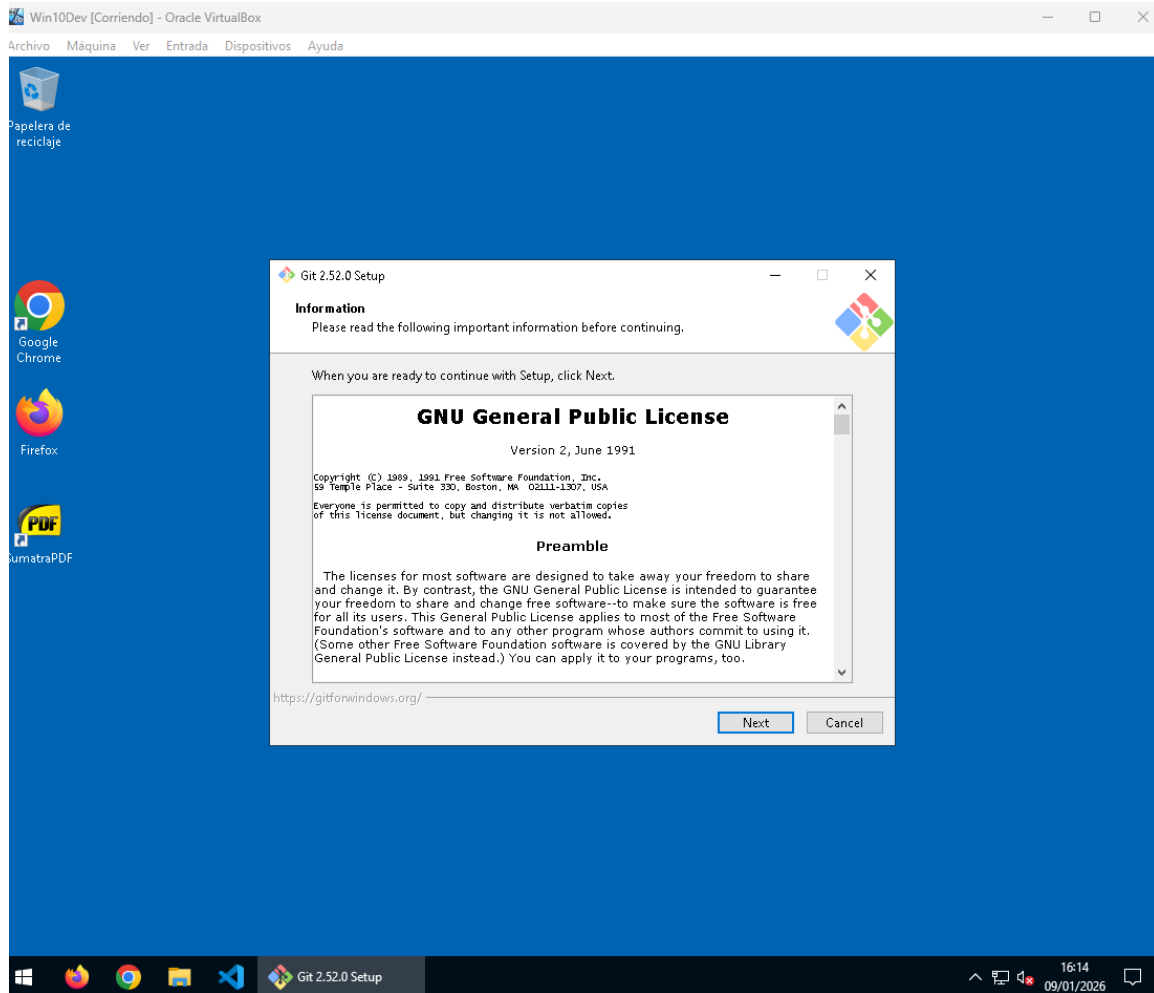 Win10Dev [Corriendo] - Oracle VirtualBox
Archivo Máquina Ver Entrada Dispositivos Ayuda
Papelera de
reciclaje
Google
Chrome
Firefox
PDF
SumatraPDF
Git 2.52.0 Setup
Information
Please read the following important information before continuing.
When you are ready to continue with Setup, click Next.
GNU General Public License
Version 2, June 1991
Copyright (C) 1989, 1991 Free Software Foundation, Inc.
59 Temple Place - Suite 330, Boston, MA  02111-1307, USA
Everyone is permitted to copy and distribute verbatim copies
of this license document, but changing it is not allowed.
Preamble
The licenses for most software are designed to take away your freedom to share
and change it. By contrast, the GNU General Public License is intended to guarantee
your freedom to share and change free software--to make sure the software is free
for all its users. This General Public License applies to most of the Free Software
Foundation's software and to any other program whose authors commit to using it.
(Some other Free Software Foundation software is covered by the GNU Library
General Public License instead.) You can apply it to your programs, too.
https://gitforwindows.org/
Next Cancel
Git 2.52.0 Setup
16:14
09/01/2026